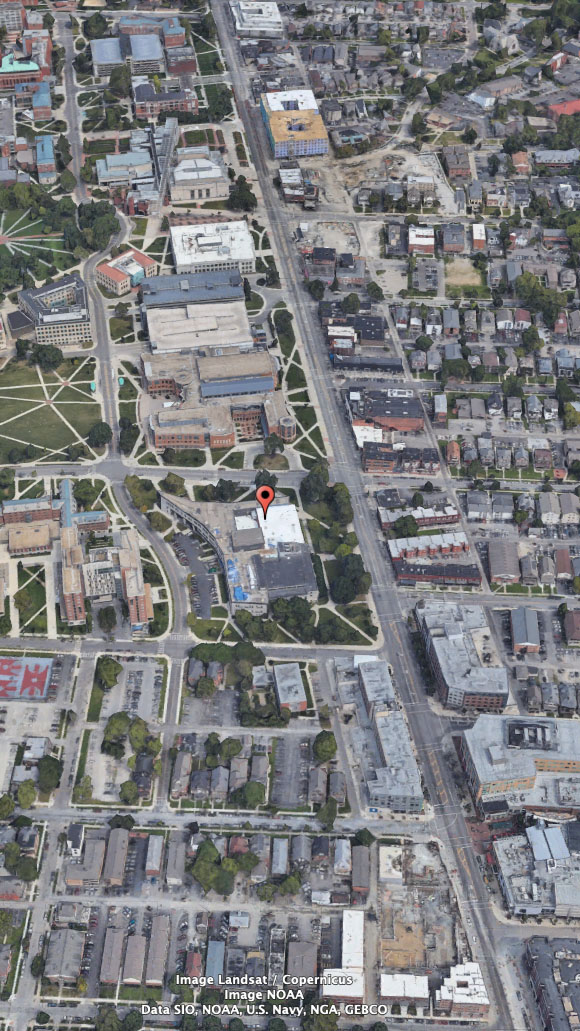 Image Landsat / Copernicus
Image NOAA
Data SIO, NOAA, U.S. Navy, NGA, GEBCO